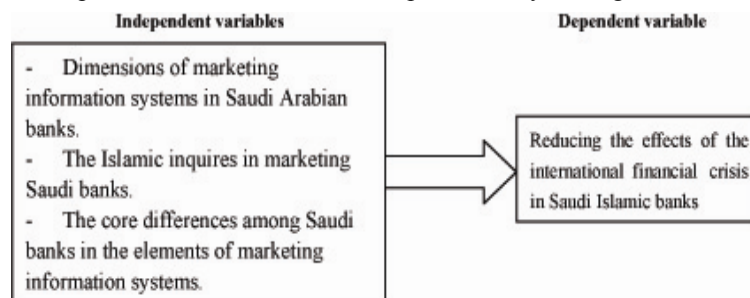 Independent variables
Dependent variable
- Dimensions of marketing
information systems in Saudi Arabian
banks.
- The Islamic inquires in marketing
Saudi banks.
- The core differences among Saudi
banks in the elements of marketing
information systems.
Reducing the effects of the
international financial crisis
in Saudi Islamic banks